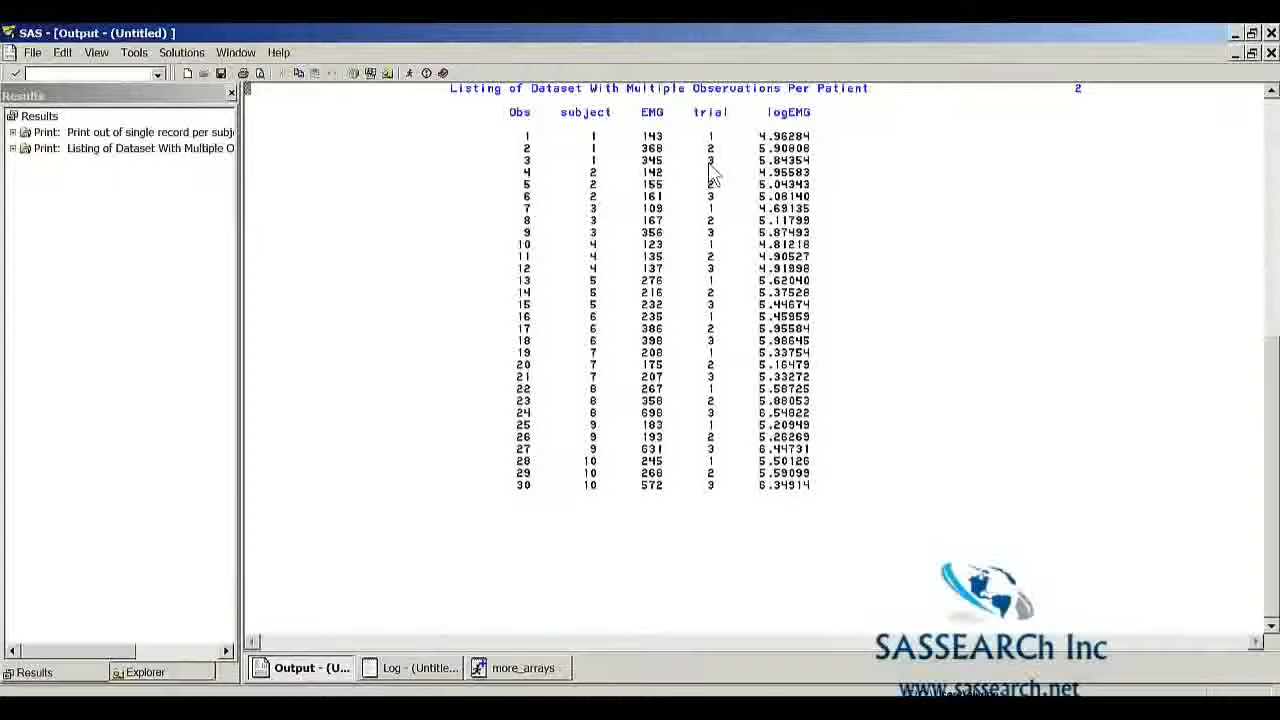 SAS - [Output - (Untitled) ]
File Edit View Tools Solutions Window Help
Results
Results
Print: Print out of single record per subj
Print: Listing of Dataset With Multiple O
Listing of Dataset With Multiple Observations Per Patient 2
Obs subject EMG trial logEMG
1 1 143 1 4.96284
2 1 368 2 5.90808
3 1 345 3 5.84354
4 2 142 4.95583
5 2 155 2 5.04343
6 2 161 3 5.08140
7 3 109 1 4.69135
8 3 167 2 5.11799
9 3 356 3 5.87493
10 4 123 1 4.81218
11 4 135 2 4.90527
12 4 137 3 4.91998
13 5 276 1 5.62040
14 5 216 2 5.37528
15 5 232 3 5.44674
16 6 235 1 5.45959
17 6 386 2 5.95584
18 6 398 3 5.98645
19 7 208 1 5.33754
20 7 175 2 5.16479
21 7 207 3 5.33272
22 8 267 1 5.58725
23 8 358 2 5.88053
24 8 698 3 6.54822
25 9 183 1 5.20949
26 9 193 2 5.26269
27 9 631 3 6.44731
28 10 245 1 5.50126
29 10 268 2 5.59099
30 10 572 3 6.34914
SASSEARCh Inc
www.sassearch.net
Results Explorer Output - (U... Log - (Untitle... more_arrays